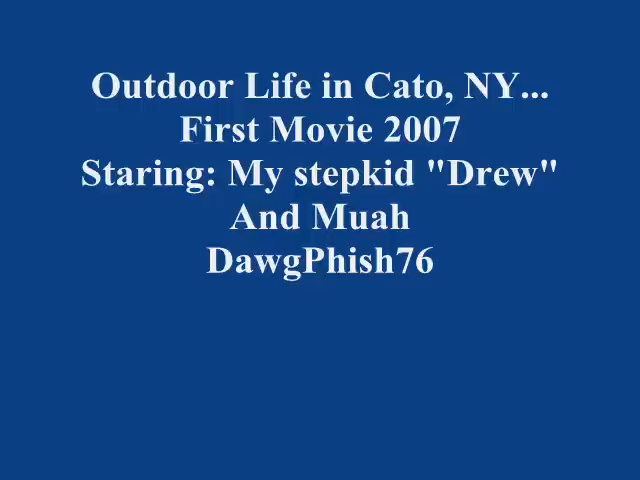 Outdoor Life in Cato, NY...
First Movie 2007
Staring: My stepkid "Drew"
And Muah
DawgPhish76